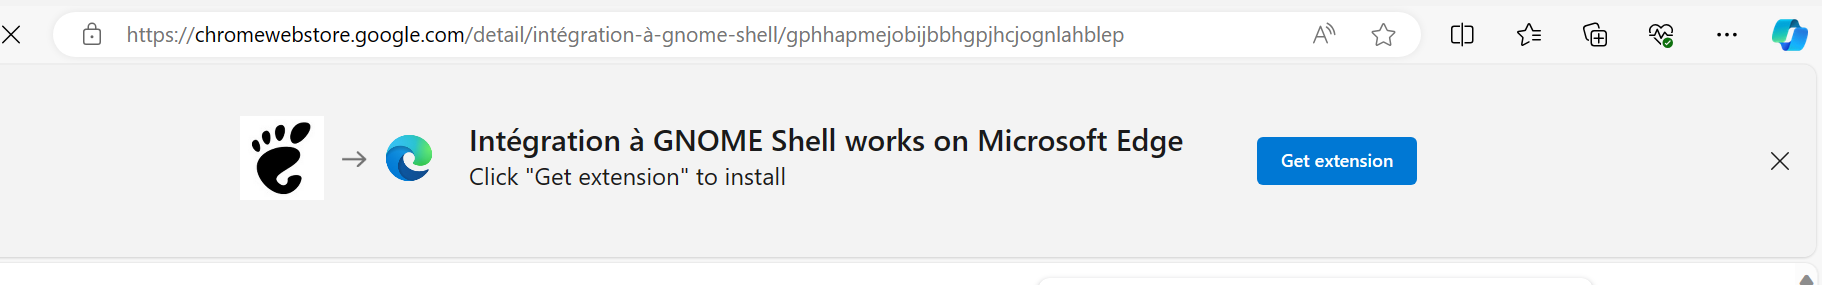 https://chromewebstore.google.com/detail/intégration-à-gnome-shell/gphhapmejobijbbhgpjhcjognlahblep
Intégration à GNOME Shell works on Microsoft Edge
Click "Get extension" to install
Get extension